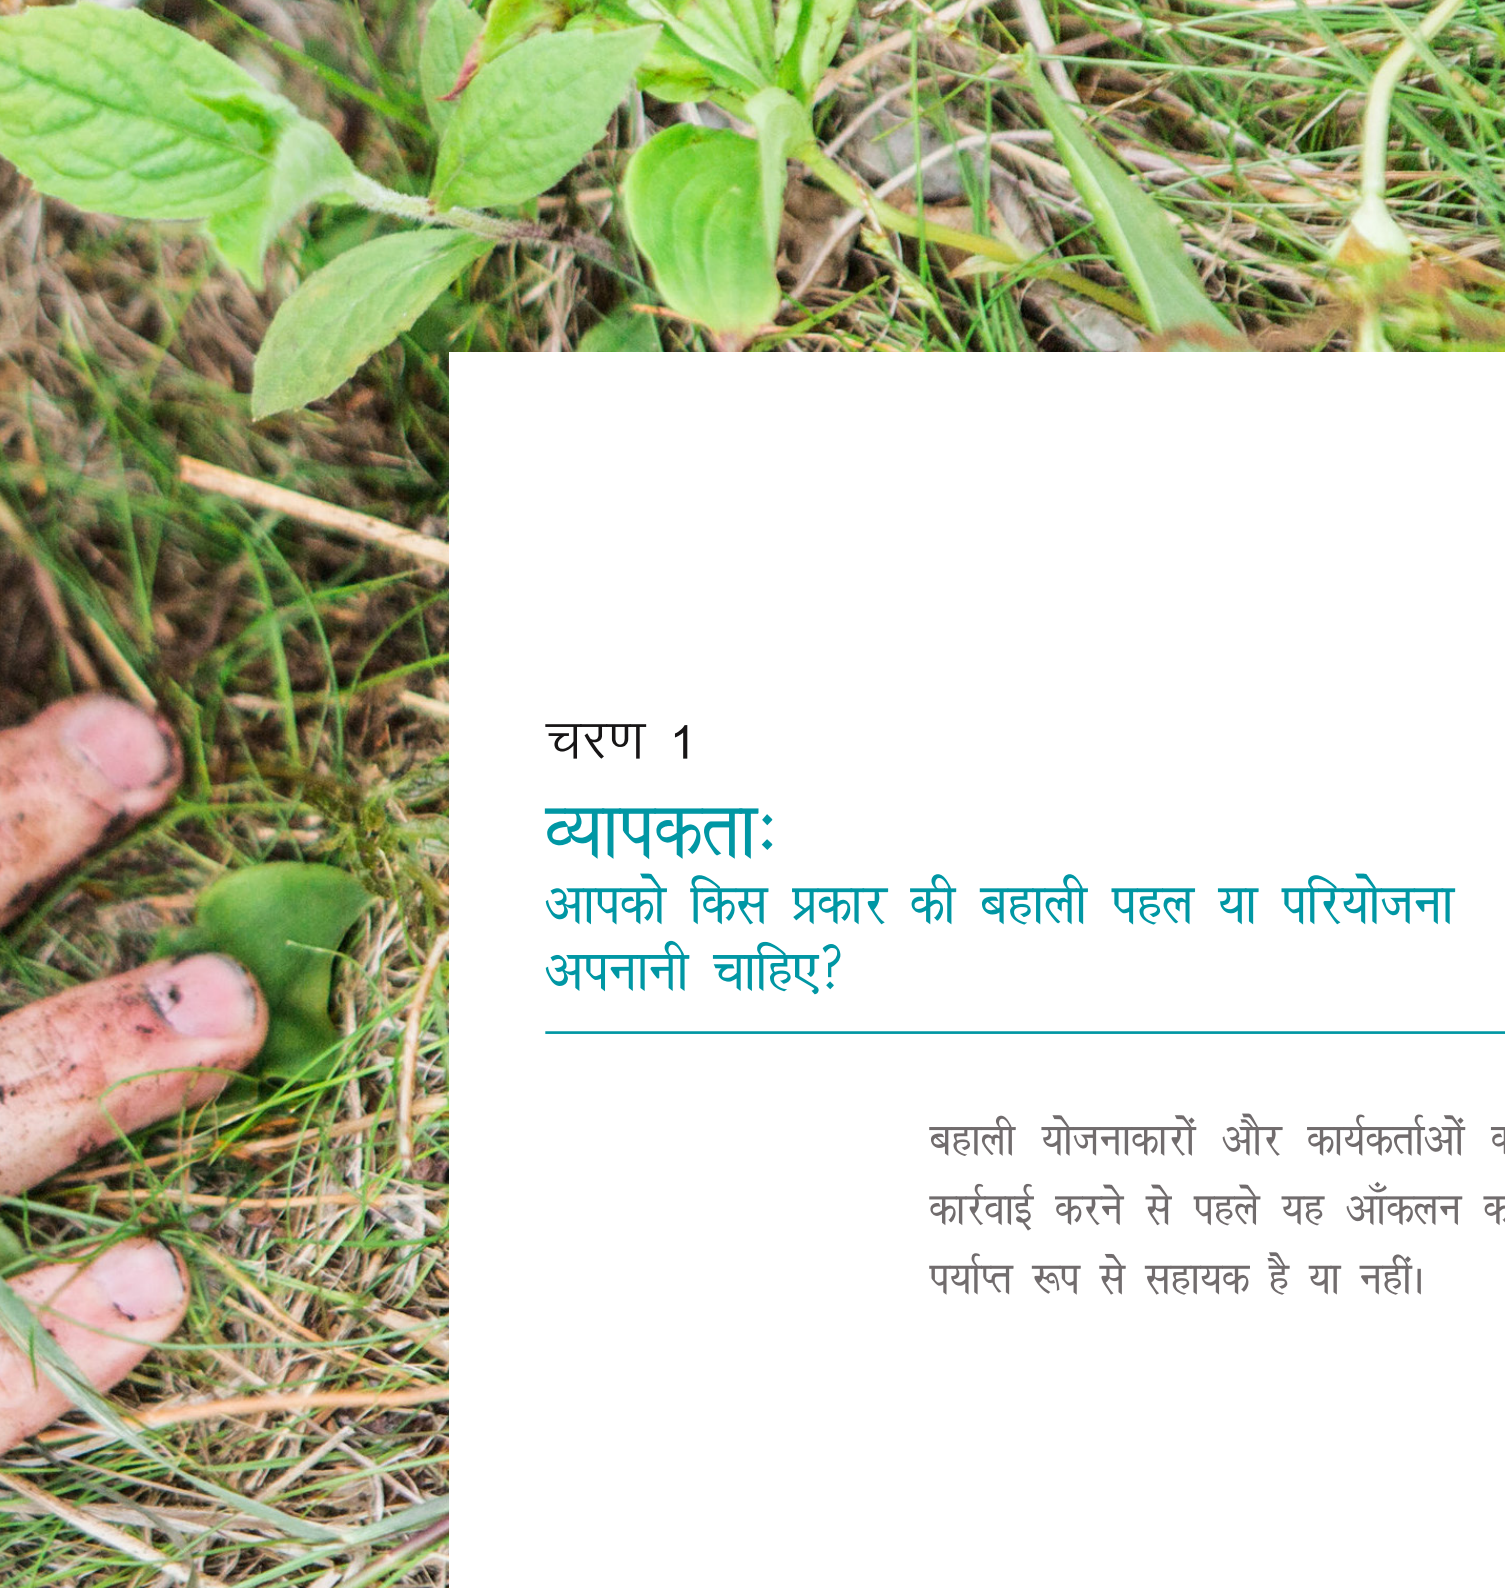 चरण 1
व्यापकताः
आपको किस प्रकार की बहाली पहल या परियोजना
अपनानी चाहिए?
बहाली योजनाकारों और कार्यकर्ताओं
कार्रवाई करने से पहले यह आँकलन
पर्याप्त रूप से सहायक है या नहीं।